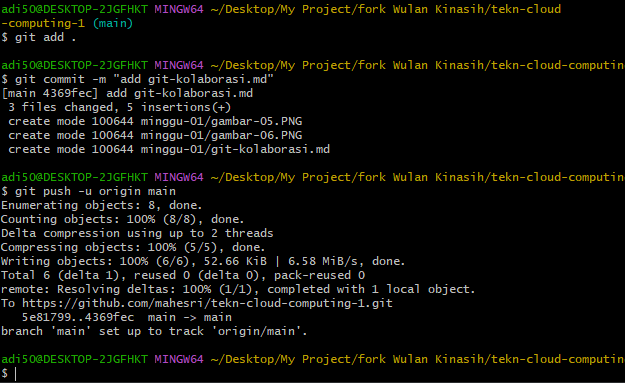 adi50@DESKTOP-2JGFHKT MINGW64 ~/Desktop/My Project/fork Wulan Kinasih/tekn-cloud
-computing-1 (main)
$ git add .
adi50@DESKTOP-2JGFHKT MINGW64 ~/Desktop/My Project/fork Wulan Kinasih/tekn-cloud-computin
$ git commit -m "add git-kolaborasi.md"
[main 4369fec] add git-kolaborasi.md
 3 files changed, 5 insertions(+)
 create mode 100644 minggu-01/gambar-05.PNG
 create mode 100644 minggu-01/gambar-06.PNG
 create mode 100644 minggu-01/git-kolaborasi.md
adi50@DESKTOP-2JGFHKT MINGW64 ~/Desktop/My Project/fork Wulan Kinasih/tekn-cloud-computin
$ git push -u origin main
Enumerating objects: 8, done.
Counting objects: 100% (8/8), done.
Delta compression using up to 2 threads
Compressing objects: 100% (5/5), done.
Writing objects: 100% (6/6), 52.66 KiB | 6.58 MiB/s, done.
Total 6 (delta 1), reused 0 (delta 0), pack-reused 0
remote: Resolving deltas: 100% (1/1), completed with 1 local object.
To https://github.com/mahesri/tekn-cloud-computing-1.git
   5e81799..4369fec  main -> main
branch 'main' set up to track 'origin/main'.
adi50@DESKTOP-2JGFHKT MINGW64 ~/Desktop/My Project/fork Wulan Kinasih/tekn-cloud-computin
$